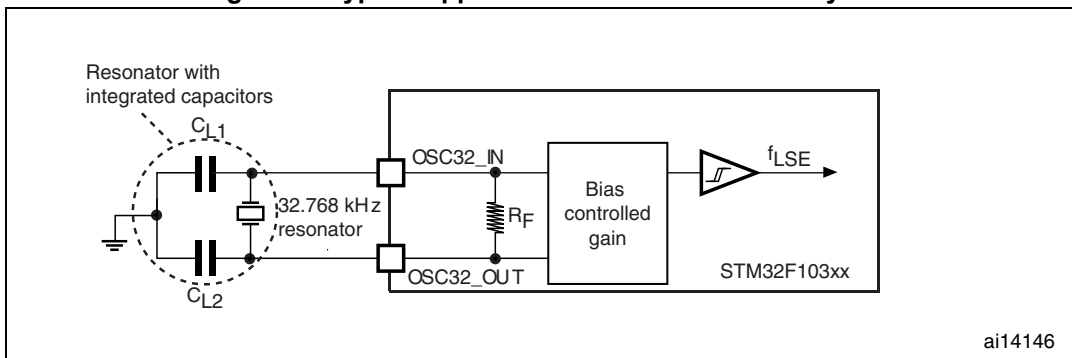 Resonator with
integrated capacitors
CL1
OSC32_IN
fLSE
32.768 kHz
resonator
RF
Bias
controlled
gain
OSC32_OUT
STM32F103xx
CL2
ai14146